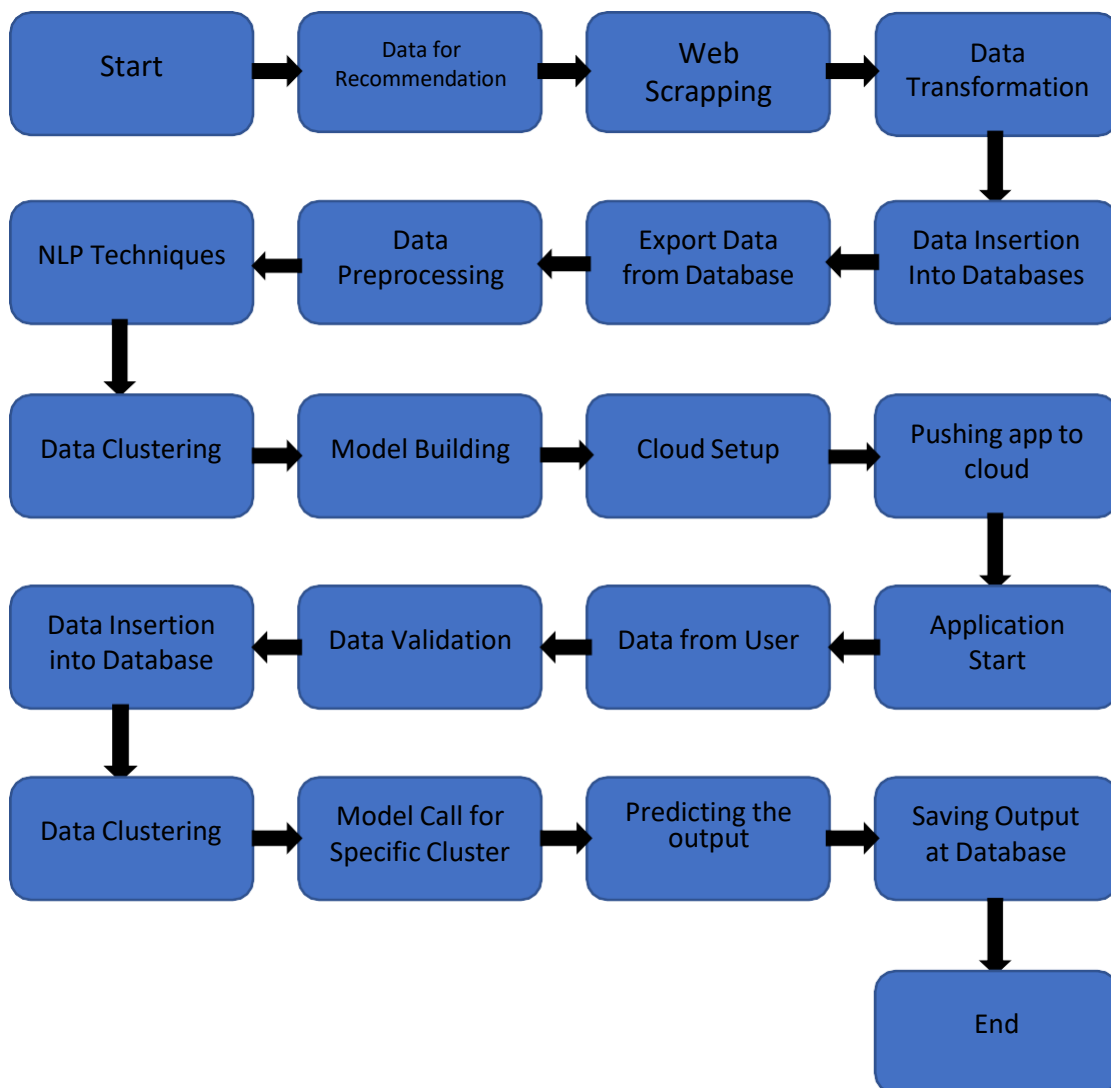 Start
Data for
Recommendation
Web
Scrapping
Data
Transformation
NLP Techniques
Data
Preprocessing
Export Data
from Database
Data Insertion
Into Databases
Data Clustering
Model Building
Cloud Setup
Pushing app to
cloud
Data Insertion
into Database
Data Validation
Data from User
Application
Start
Data Clustering
Model Call for
Specific Cluster
Predicting the
output
Saving Output
at Database
End